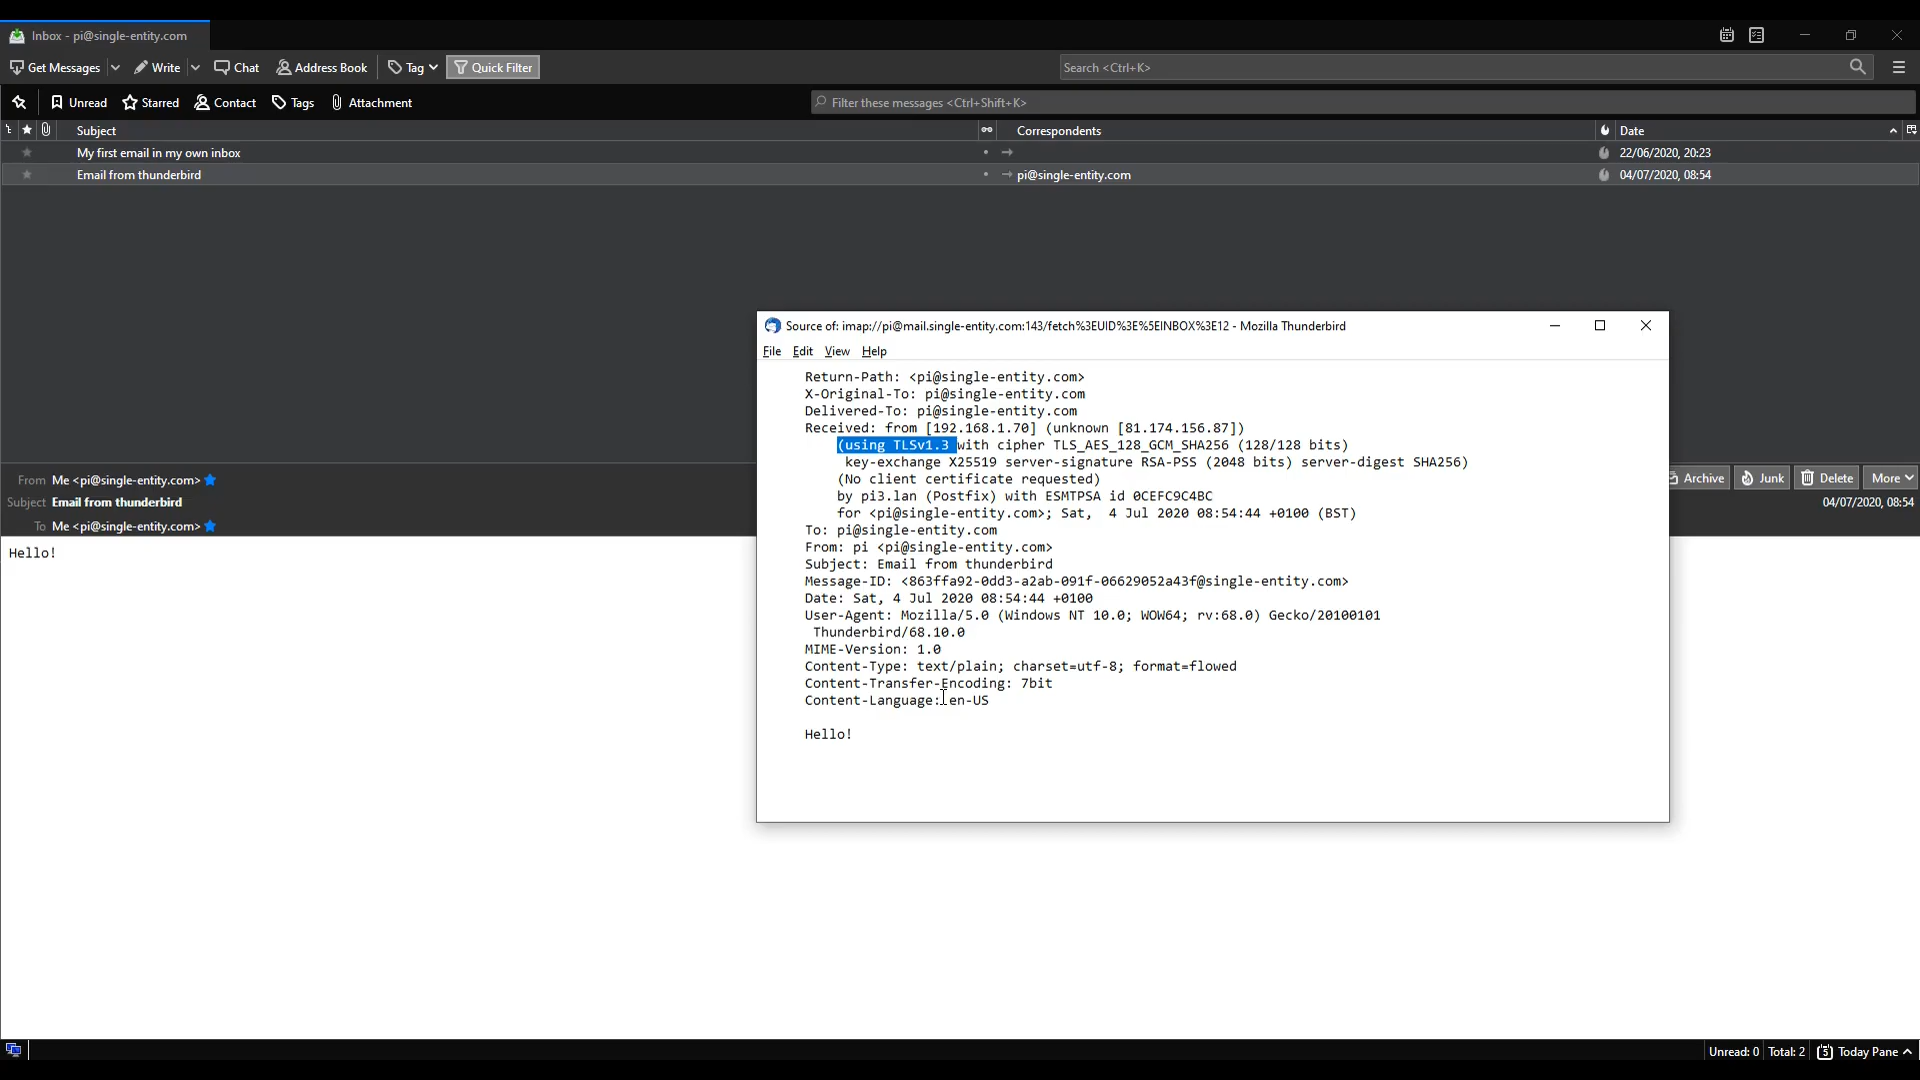 Inbox - pi@single-entity.com
Get Messages Write Chat Address Book Tag Quick Filter Search <Ctrl+K>
Unread Starred Contact Tags Attachment Filter these messages <Ctrl+Shift+K>
Subject Correspondents Date
My first email in my own inbox 22/06/2020, 20:23
Email from thunderbird pi@single-entity.com 04/07/2020, 08:54
Source of: imap://pi@mail.single-entity.com:143/fetch%3EUID%3E%5EINBOX%3E12 - Mozilla Thunderbird
File Edit View Help
Return-Path: <pi@single-entity.com>
X-Original-To: pi@single-entity.com
Delivered-To: pi@single-entity.com
Received: from [192.168.1.70] (unknown [81.174.156.87])
(using TLSv1.3 with cipher TLS_AES_128_GCM_SHA256 (128/128 bits)
key-exchange X25519 server-signature RSA-PSS (2048 bits) server-digest SHA256)
(No client certificate requested)
by pi3.lan (Postfix) with ESMTPSA id 0CEFC9C4BC
for <pi@single-entity.com>; Sat,  4 Jul 2020 08:54:44 +0100 (BST)
To: pi@single-entity.com
From: pi <pi@single-entity.com>
Subject: Email from thunderbird
Message-ID: <863ffa92-0dd3-a2ab-091f-06629052a43f@single-entity.com>
Date: Sat, 4 Jul 2020 08:54:44 +0100
User-Agent: Mozilla/5.0 (Windows NT 10.0; WOW64; rv:68.0) Gecko/20100101
Thunderbird/68.10.0
MIME-Version: 1.0
Content-Type: text/plain; charset=utf-8; format=flowed
Content-Transfer-Encoding: 7bit
Content-Language: en-US
Hello!
From Me <pi@single-entity.com> Archive Junk Delete More
Subject Email from thunderbird 04/07/2020, 08:54
To Me <pi@single-entity.com>
Hello!
Unread: 0 Total: 2 5 Today Pane